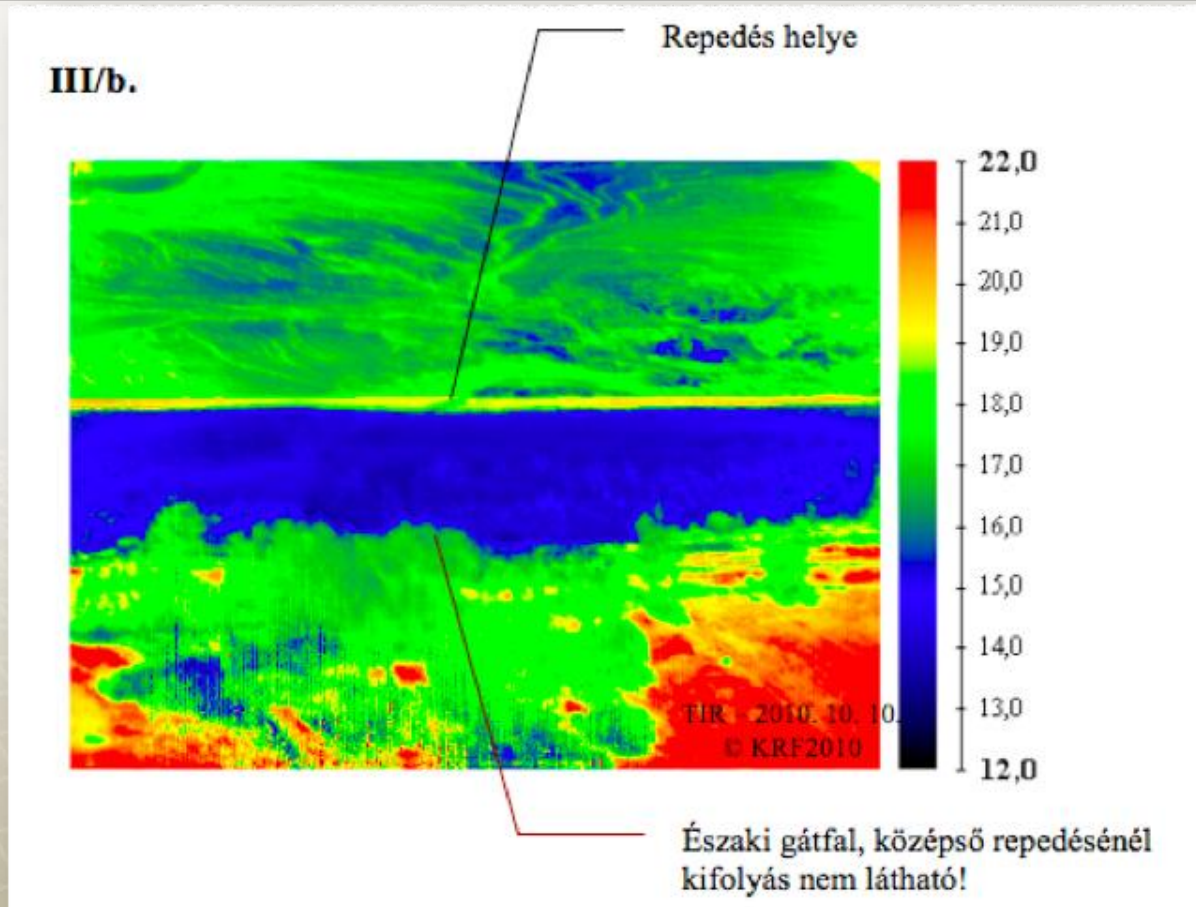 Repedés helye
III/b.
22,0
21,0
20,0
19,0
18,0
17,0
16,0
15,0
14,0
13,0
12,0
TIR - 2010. 10. 10.
© KRF2010
Északi gátfal, középső repedésénél
kifolyás nem látható!